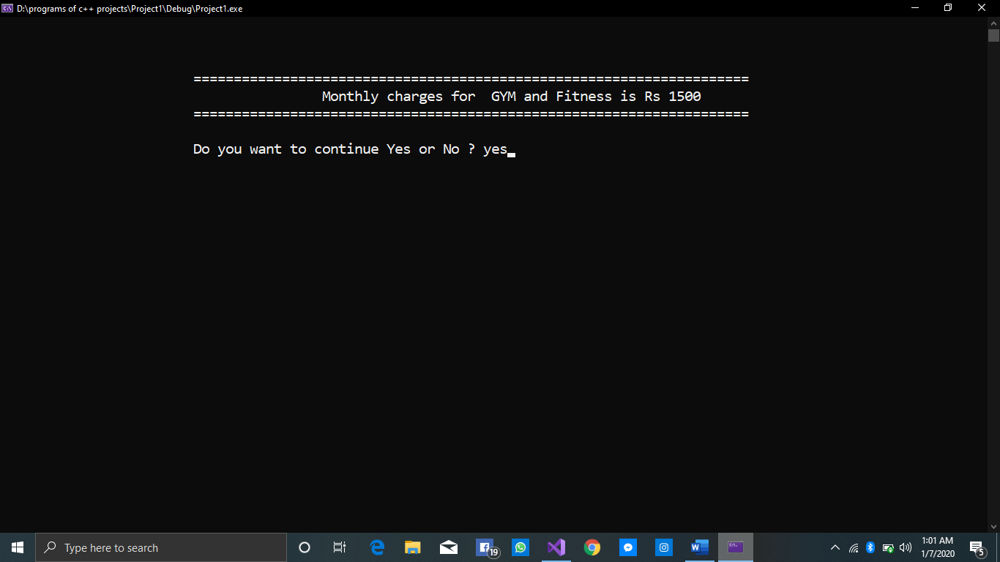 D:\programs of c++ projects\Project1\Debug\Project1.exe
=====================================================================
Monthly charges for  GYM and Fitness is Rs 1500
=====================================================================
Do you want to continue Yes or No ? yes
Type here to search
19
1:01 AM
1/7/2020
5